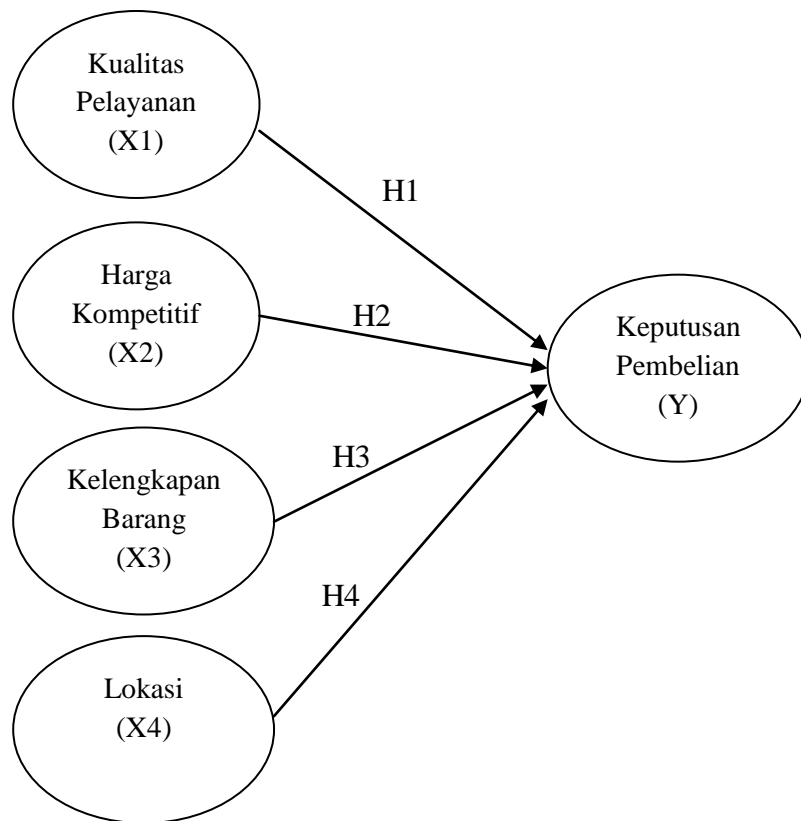 Kualitas
Pelayanan
(X1)
H1
Harga
Kompetitif
(X2)
H2
Keputusan
Pembelian
(Y)
Kelengkapan
Barang
(X3)
H3
H4
Lokasi
(X4)